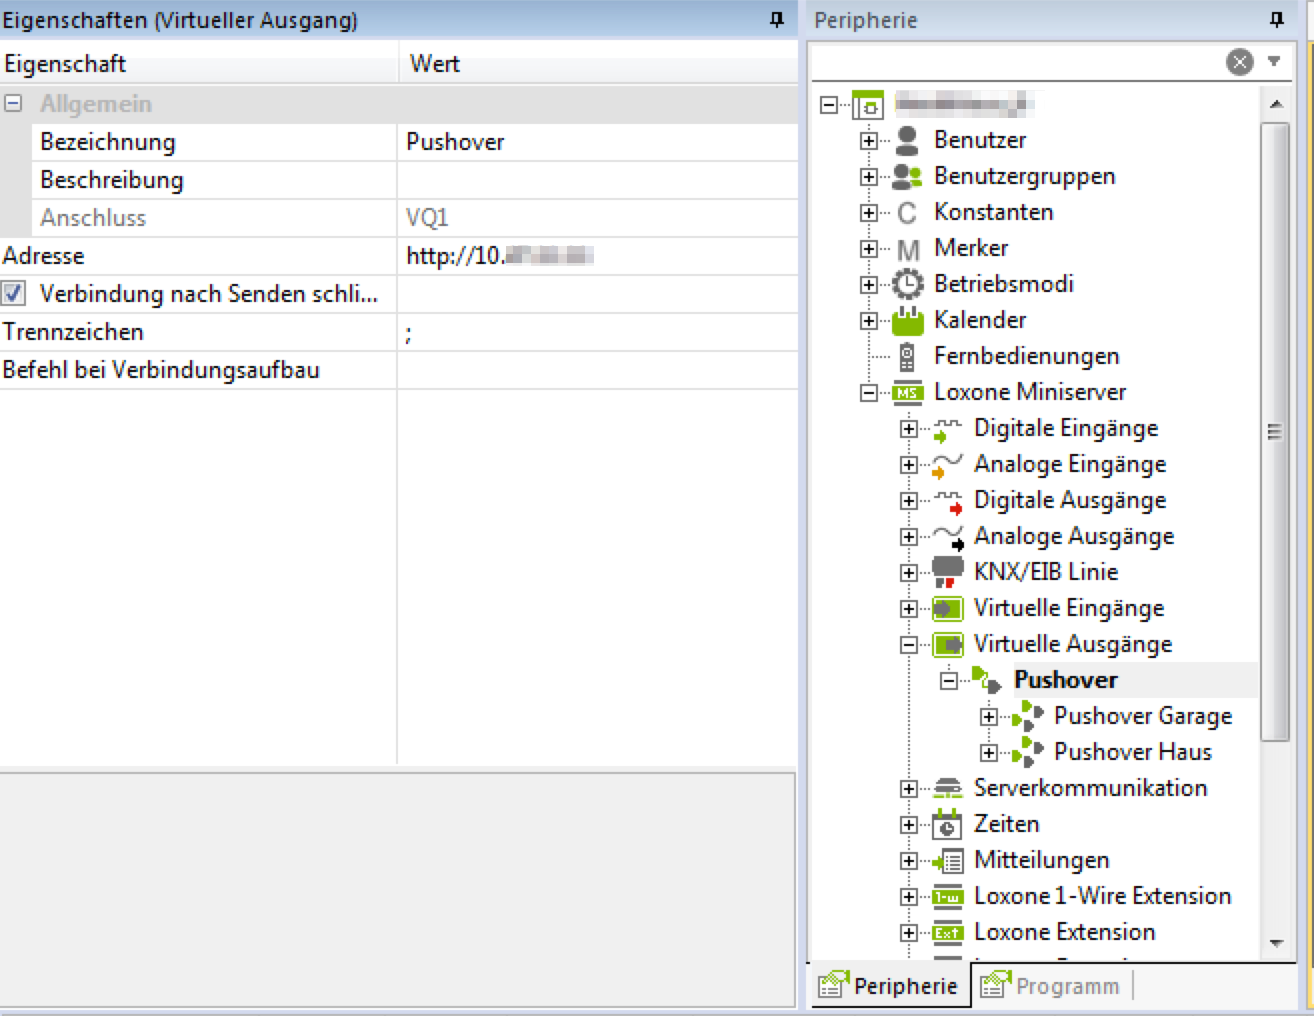 Eigenschaften (Virtueller Ausgang)
Eigenschaft Wert
Allgemein
Bezeichnung Pushover
Beschreibung
Anschluss VQ1
Adresse http://10.
Verbindung nach Senden schli...
Trennzeichen ;
Befehl bei Verbindungsaufbau
Peripherie
Benutzer
Benutzergruppen
C Konstanten
M Merker
Betriebsmodi
Kalender
Fernbedienungen
MS Loxone Miniserver
Digitale Eingänge
Analoge Eingänge
Digitale Ausgänge
Analoge Ausgänge
KNX/EIB Linie
Virtuelle Eingänge
Virtuelle Ausgänge
Pushover
Pushover Garage
Pushover Haus
Serverkommunikation
Zeiten
Mitteilungen
1-w Loxone 1-Wire Extension
Ext Loxone Extension
Peripherie Programm